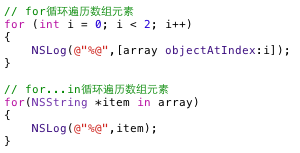 // for循环遍历数组元素
for (int i = 0; i < 2; i++)
{
    NSLog(@"%@",[array objectAtIndex:i]);
}

// for...in循环遍历数组元素
for(NSString *item in array)
{
    NSLog(@"%@",item);
}